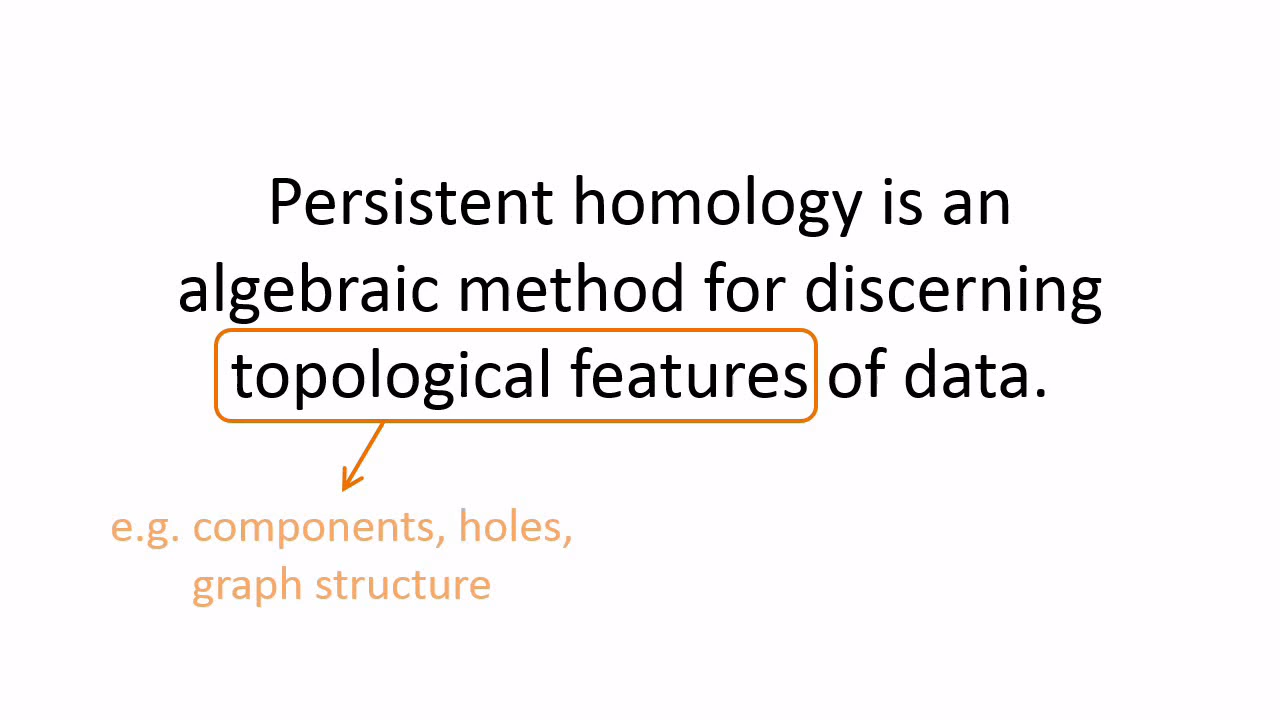 Persistent homology is an
algebraic method for discerning
topological features of data.
e.g. components, holes,
graph structure